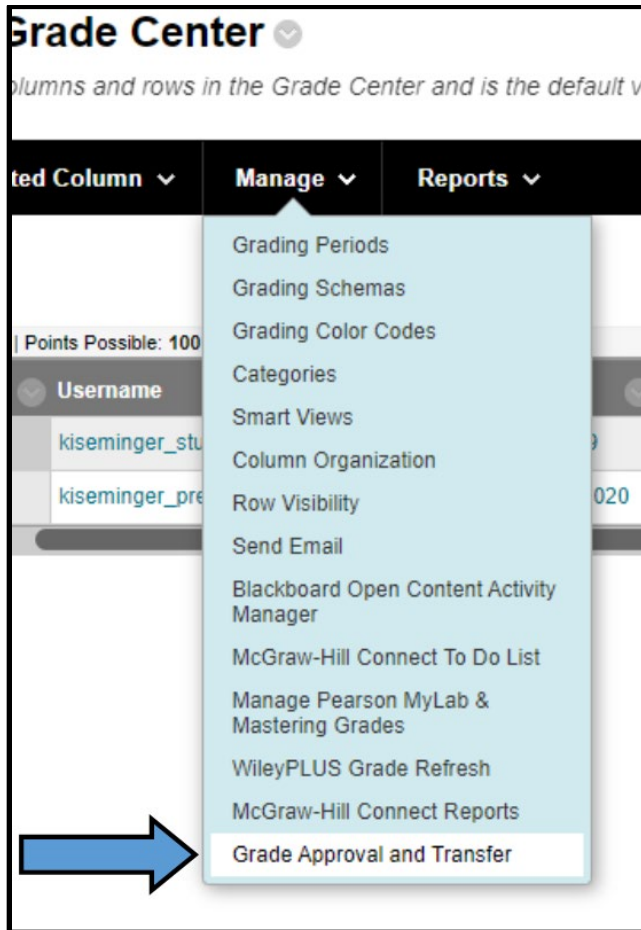 Grade Center
olumns and rows in the Grade Center and is the default v
ted Column
Manage
Reports
Grading Periods
Grading Schemas
Grading Color Codes
Categories
Smart Views
Column Organization
Row Visibility
Send Email
Blackboard Open Content Activity
Manager
McGraw-Hill Connect To Do List
Manage Pearson MyLab &
Mastering Grades
WileyPLUS Grade Refresh
McGraw-Hill Connect Reports
Grade Approval and Transfer
| Points Possible: 100
Username
kiseminger_stu
9
kiseminger_pre
020